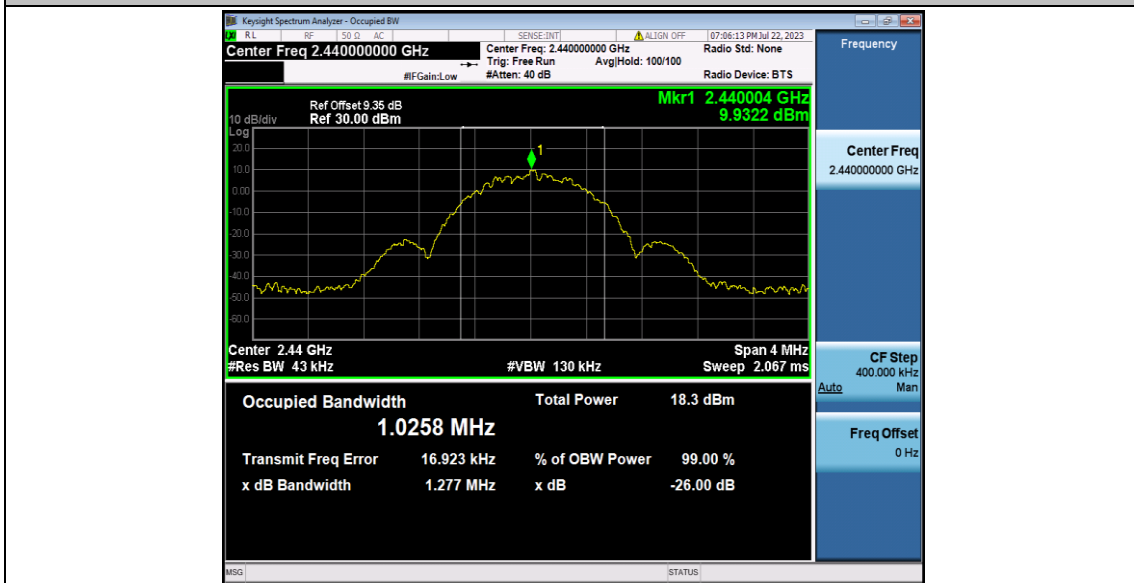 Keysight Spectrum Analyzer - Occupied BW
LXI RL RF 50 Ω AC SENSE:INT ALIGN OFF 07:06:13 PM Jul 22, 2023
Center Freq 2.440000000 GHz
Center Freq: 2.440000000 GHz Radio Std: None
Trig: Free Run Avg|Hold: 100/100
#IFGain:Low #Atten: 40 dB Radio Device: BTS
Frequency
Mkr1 2.440004 GHz
9.9322 dBm
Ref Offset 9.35 dB
10 dB/div Ref 30.00 dBm
Log
20.0
10.0
0.00
-10.0
-20.0
-30.0
-40.0
-50.0
-60.0
1
Center 2.44 GHz Span 4 MHz
#Res BW 43 kHz #VBW 130 kHz Sweep 2.067 ms
Occupied Bandwidth Total Power 18.3 dBm
1.0258 MHz
Transmit Freq Error 16.923 kHz % of OBW Power 99.00 %
x dB Bandwidth 1.277 MHz x dB -26.00 dB
Center Freq
2.440000000 GHz
CF Step
400.000 kHz
Auto Man
Freq Offset
0 Hz
MSG STATUS